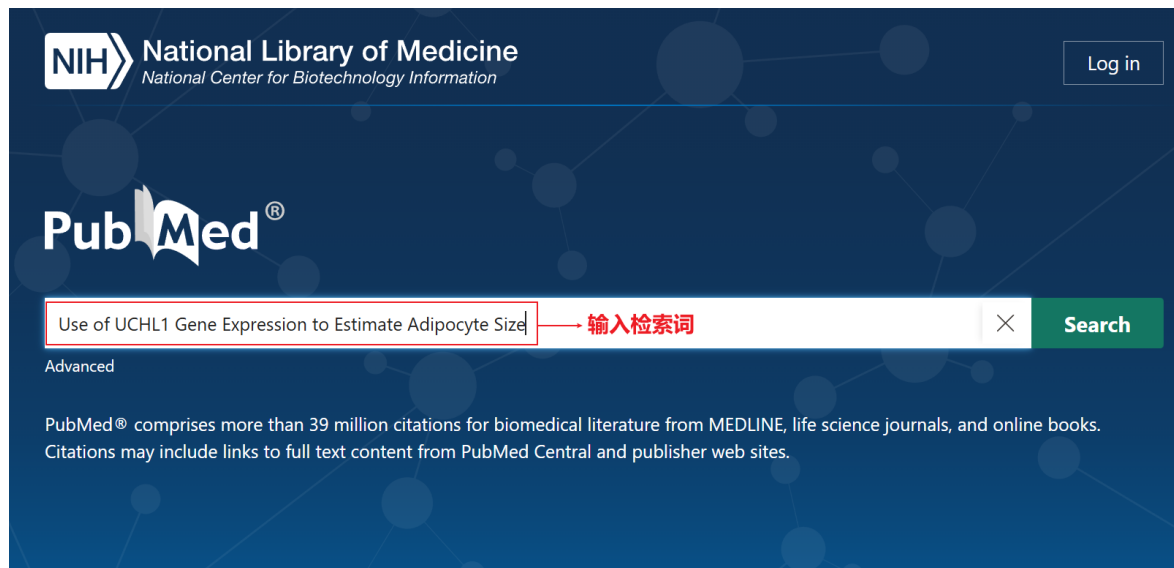 NIH National Library of Medicine
National Center for Biotechnology Information
Log in
PubMed®
Use of UCHL1 Gene Expression to Estimate Adipocyte Size 输入检索词 Search
Advanced
PubMed® comprises more than 39 million citations for biomedical literature from MEDLINE, life science journals, and online books.
Citations may include links to full text content from PubMed Central and publisher web sites.